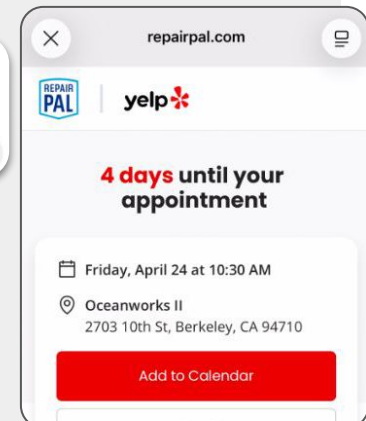 repairpal.com
REPAIR
PAL
yelp
4 days until your
appointment
Friday, April 24 at 10:30 AM
Oceanworks II
2703 10th St, Berkeley, CA 94710
Add to Calendar